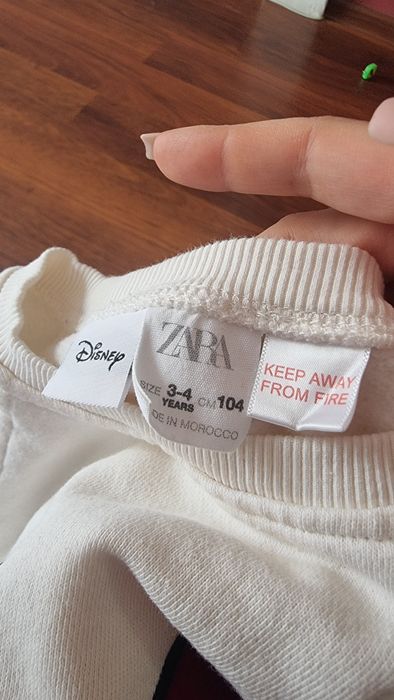 Disney
ZARA
SIZE 3-4 YEARS CM 104
DE IN MOROCCO
KEEP AWAY
FROM FIRE